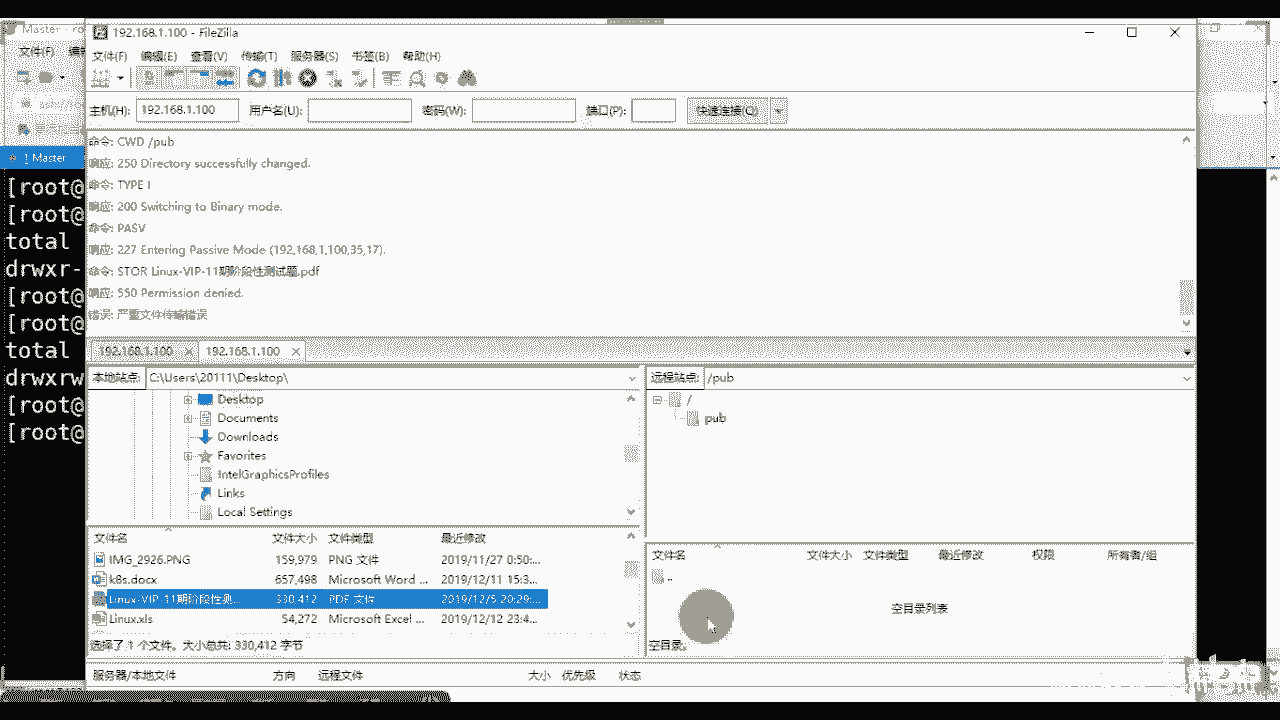 Master
192.168.1.100 - FileZilla
文件(F) 编辑(E) 查看(V) 传输(T) 服务器(S) 书签(B) 帮助(H)
文件(F)
主机(H): 192.168.1.100 用户名(U): 密码(W): 端口(P): 快速连接(Q)
1 Master
命令: CWD /pub
响应: 250 Directory successfully changed.
命令: TYPE I
响应: 200 Switching to Binary mode.
命令: PASV
响应: 227 Entering Passive Mode (192,168,1,100,35,17).
命令: STOR Linux-VIP-11期阶段性测试题.pdf
响应: 550 Permission denied.
错误: 严重文件传输错误
[root@
[root@
total
drwxr-
[root@
[root@
total
drwxrw
[root@
[root@
192.168.1.100 192.168.1.100
本地站点: C:\Users\20111\Desktop\
远程站点: /pub
Desktop
Documents
Downloads
Favorites
IntelGraphicsProfiles
Links
Local Settings
/
pub
文件名 文件大小 文件类型 最近修改
IMG_2926.PNG 159,979 PNG 文件 2019/11/27 0:50:...
k8s.docx 657,498 Microsoft Word ... 2019/12/11 15:3...
Linux-VIP-11期阶段性测... 330,412 PDF 文件 2019/12/5 20:29:...
Linux.xls 54,272 Microsoft Excel ... 2019/12/12 23:4...
选择了 1 个文件。大小总共: 330,412 字节
文件名 文件大小 文件类型 最近修改 权限 所有者/组
..
空目录列表
空目录。
服务器/本地文件 方向 远程文件 大小 优先级 状态